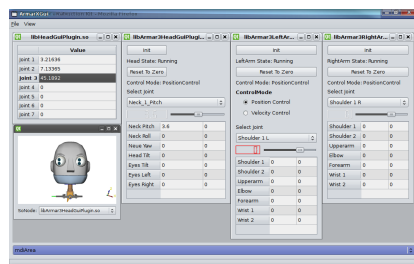 ArmarXGui
File View
libHeadGuiPlugin.so
Value
Joint 1 3.21636
Joint 2 7.13365
Joint 3 45.1892
Joint 4 0
Joint 5 0
Joint 6 0
Joint 7 0
SoNode: libArmar3HeadGuiPlugin.so
libArmar3HeadGuiPlugi...
Init
Head State: Running
Reset To Zero
Control Mode: PositionControl
Select Joint
Neck_1_Pitch
Neck Pitch 3.6 0
Neck Roll 0 0
Neue Yaw 0 0
Head Tilt 0 0
Eyes Tilt 0 0
Eyes Left 0 0
Eyes Right 0 0
libArmar3LeftAr...
Init
LeftArm State: Running
Reset To Zero
Control Mode: PositionControl
ControlMode
Position Control
Velocity Control
Select Joint
Shoulder 1 L
Shoulder 1 0 0
Shoulder 2 0 0
Upperarm 0 0
Elbow 0 0
Forearm 0 0
Wrist 1 0 0
Wrist 2 0 0
libArmar3RightAr...
Init
RightArm State: Running
Reset To Zero
Control Mode: PositionControl
Select Joint
Shoulder 1 R
Shoulder 1 0 0
Shoulder 2 0 0
Upperarm 0 0
Elbow 0 0
Forearm 0 0
Wrist 1 0 0
Wrist 2 0 0
mdiArea